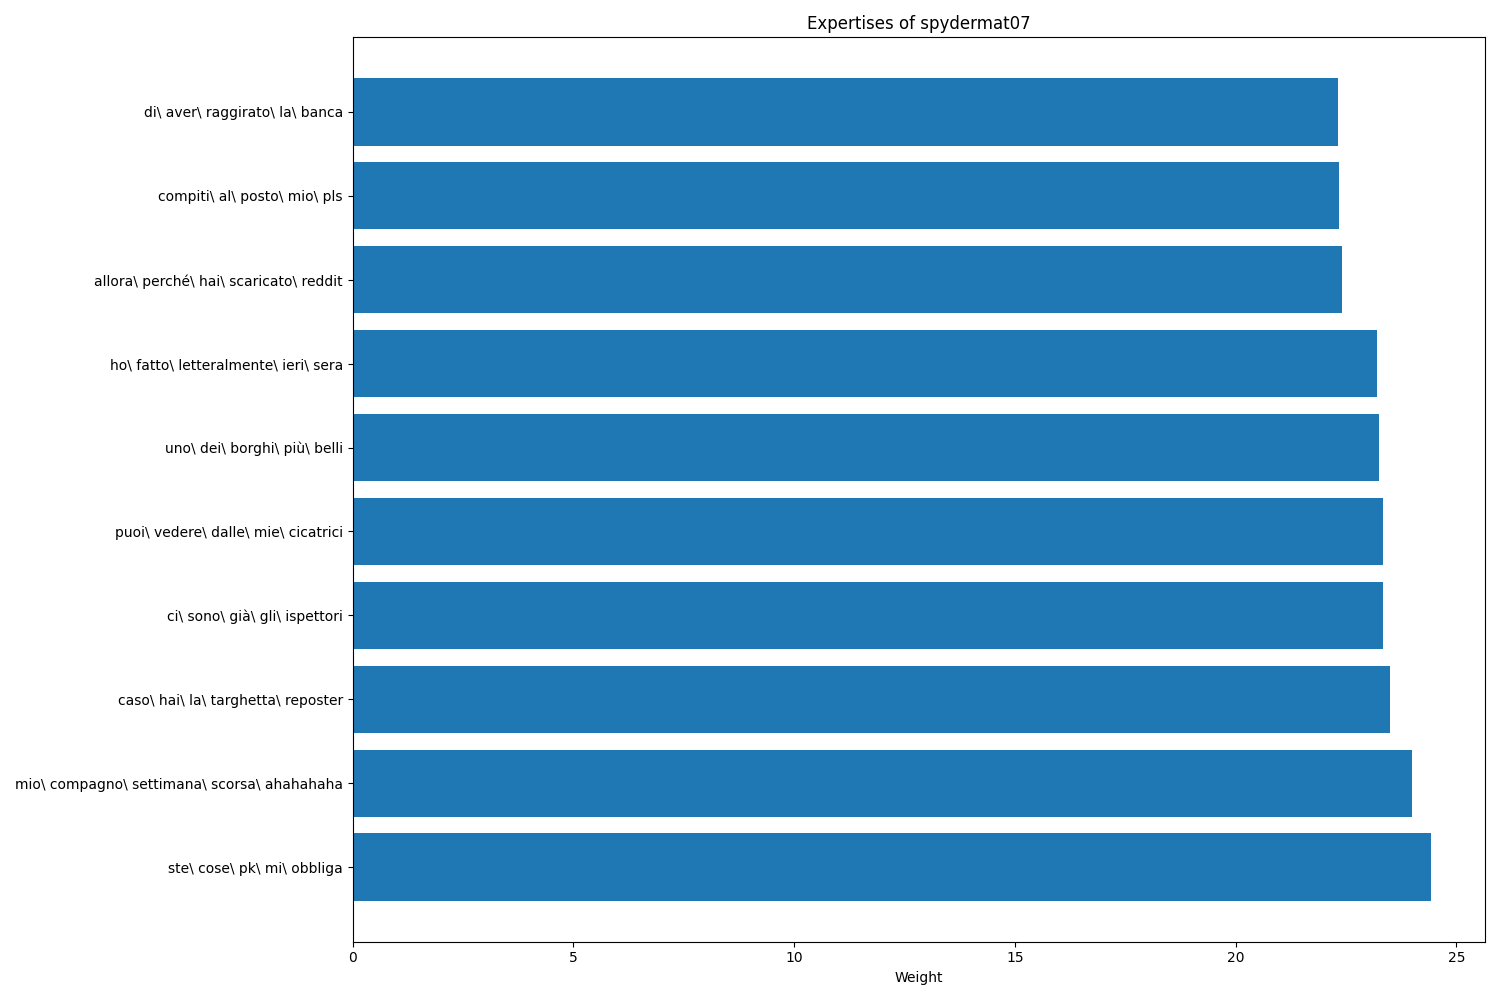 Expertises of spydermat07
di\ aver\ raggirato\ la\ banca
compiti\ al\ posto\ mio\ pls
allora\ perché\ hai\ scaricato\ reddit
ho\ fatto\ letteralmente\ ieri\ sera
uno\ dei\ borghi\ più\ belli
puoi\ vedere\ dalle\ mie\ cicatrici
ci\ sono\ già\ gli\ ispettori
caso\ hai\ la\ targhetta\ reposter
mio\ compagno\ settimana\ scorsa\ ahahahaha
ste\ cose\ pk\ mi\ obbliga
0 5 10 15 20 25
Weight